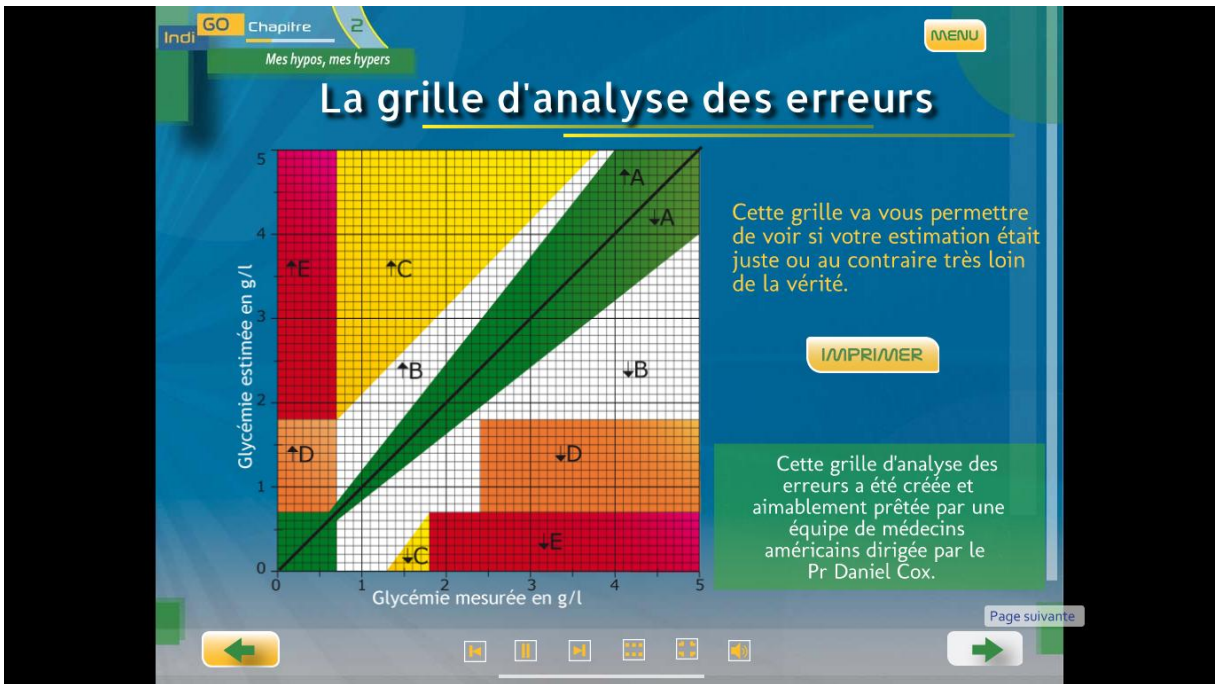 Indi GO Chapitre 2
MENU
Mes hypos, mes hypers
La grille d'analyse des erreurs
Glycémie estimée en g/l
5
4
3
2
1
0
↑A
↓A
↑E
↑C
↑B
↓B
↑D
↓D
↓C
↓E
0 1 2 3 4 5
Glycémie mesurée en g/l
Cette grille va vous permettre
de voir si votre estimation était
juste ou au contraire très loin
de la vérité.
IMPRIMER
Cette grille d'analyse des
erreurs a été créée et
aimablement prêtée par une
équipe de médecins
américains dirigée par le
Pr Daniel Cox.
Page suivante